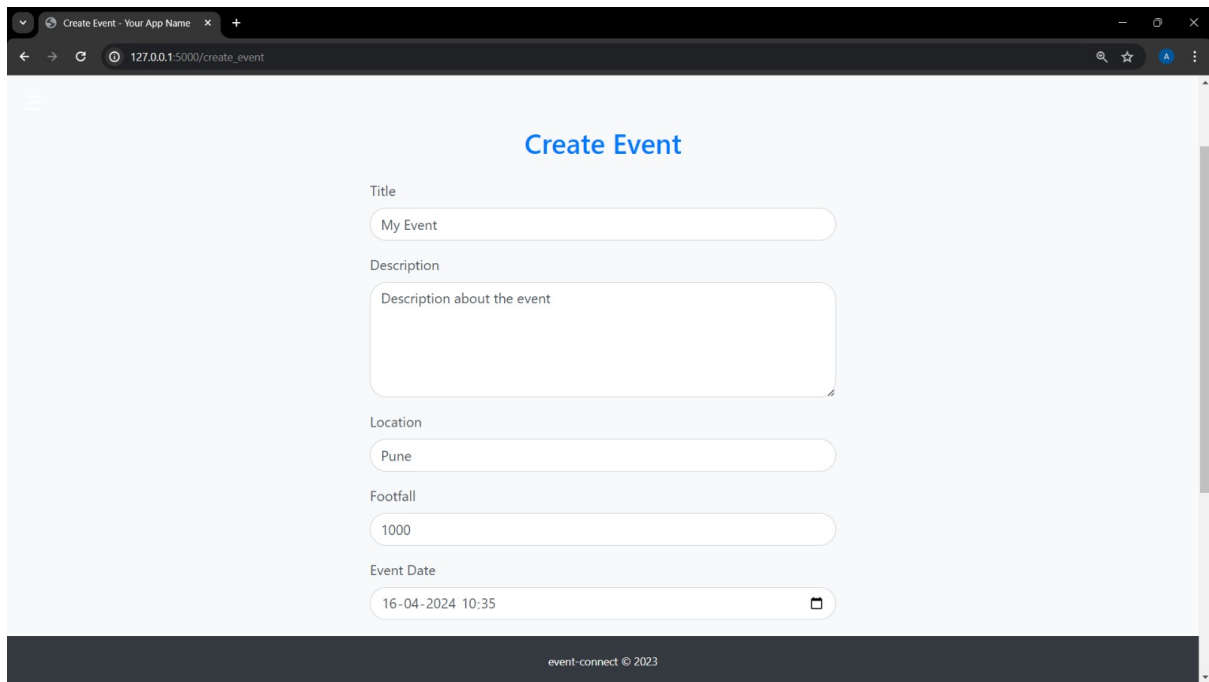 Create Event - Your App Name
127.0.0.1:5000/create_event
A
Create Event
Title
My Event
Description
Description about the event
Location
Pune
Footfall
1000
Event Date
16-04-2024 10:35
event-connect © 2023